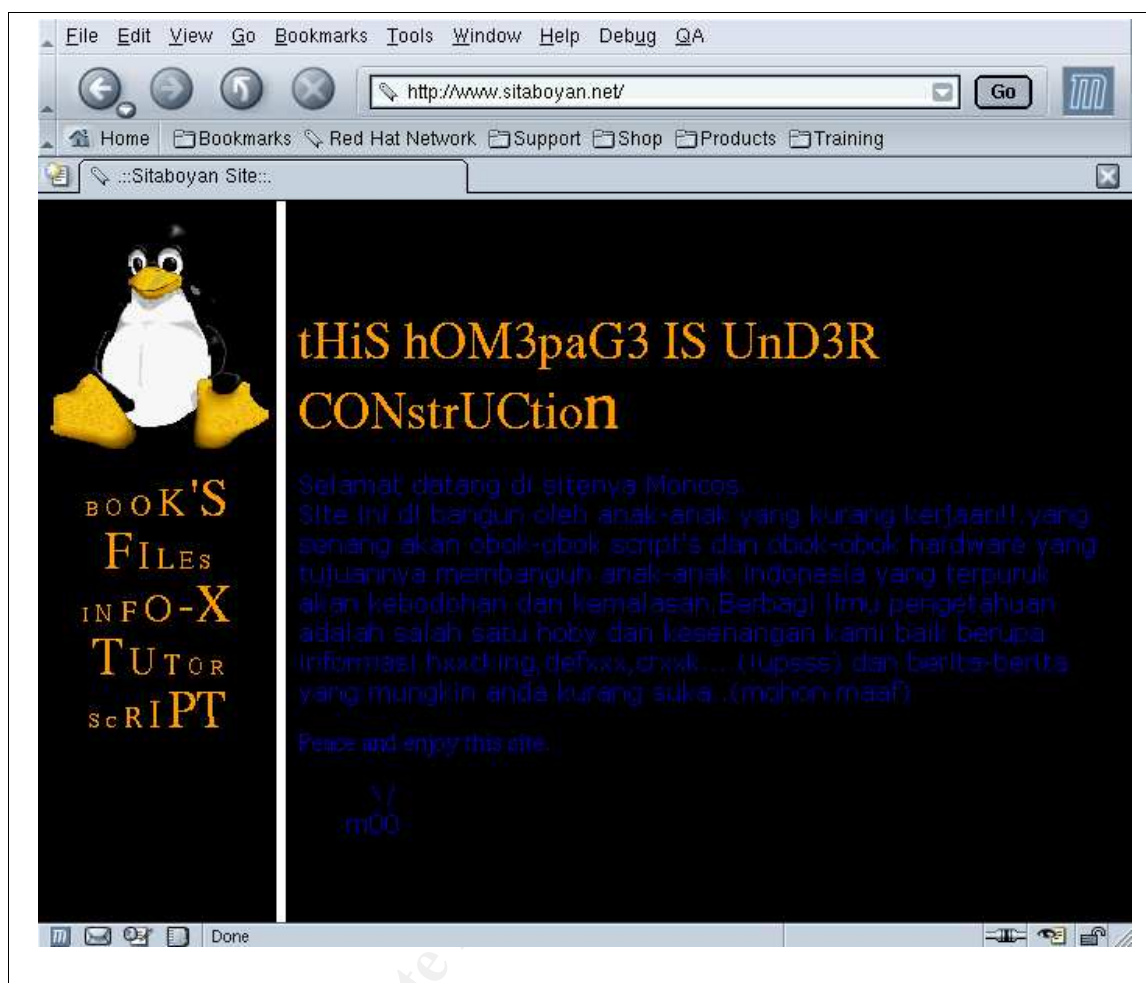 File Edit View Go Bookmarks Tools Window Help Debug QA
http://www.sitaboyan.net/ Go
Home Bookmarks Red Hat Network Support Shop Products Training
.:::Sitaboyan Site:::.
tHiS hOM3paG3 IS UnD3R
CONstrUCtion
BOOK'S
FILEs
INFO-X
TUTOR
scRIPT
Selamat datang di sitenya Moncos.
Site ini di bangun oleh anak-anak yang kurang kerjaan!!,yang
senang akan obok-obok script's dan obok-obok hardware yang
tujuannya membangun anak-anak Indonesia yang terpuruk
akan kebodohan dan kemalasan.Berbagi ilmu pengetahuan
adalah salah satu hoby dan kesenangan kami baik berupa
informasi hxxcking,defxxx,crxxk... (!upsss) dan berita-berita
yang mungkin anda kurang suka..(mohon maaf)
Peace and enjoy this site.
\/
m00
Done